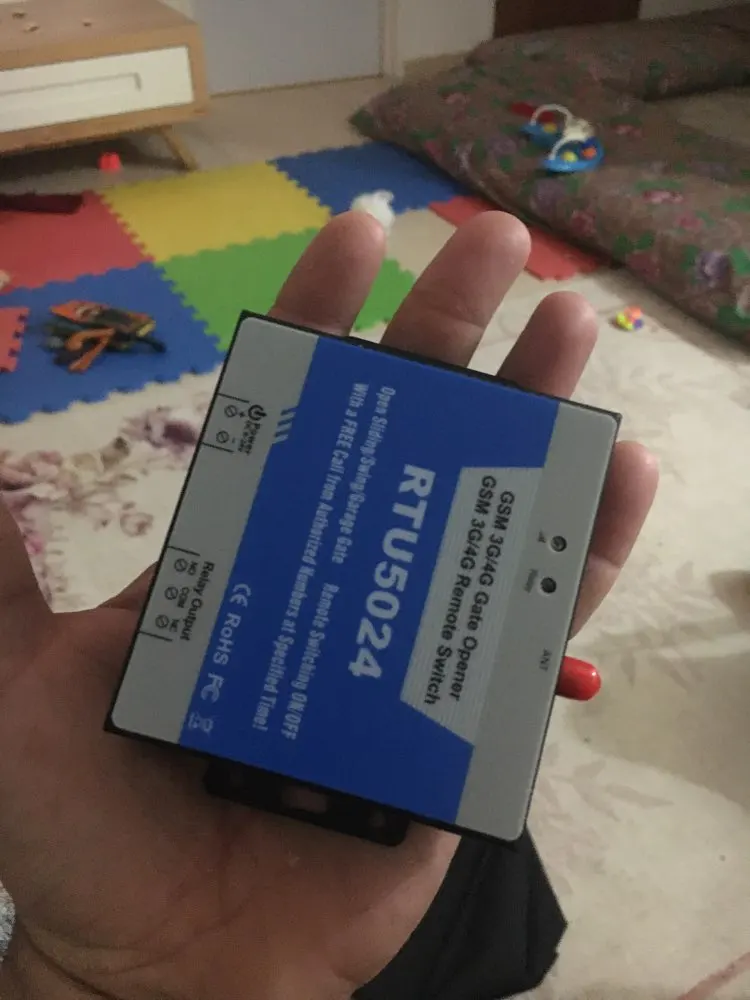 GSM 3G/4G Gate Opener
GSM 3G/4G Remote Switch
RTU5024
Open Sliding/Swing/Garage Gate Remote Switching ON/OFF
With a FREE Call from Authorized Numbers at Specified Time!
CE RoHS FC
ANT
Relay
Power
+ -
Relay Output
NO COM NC